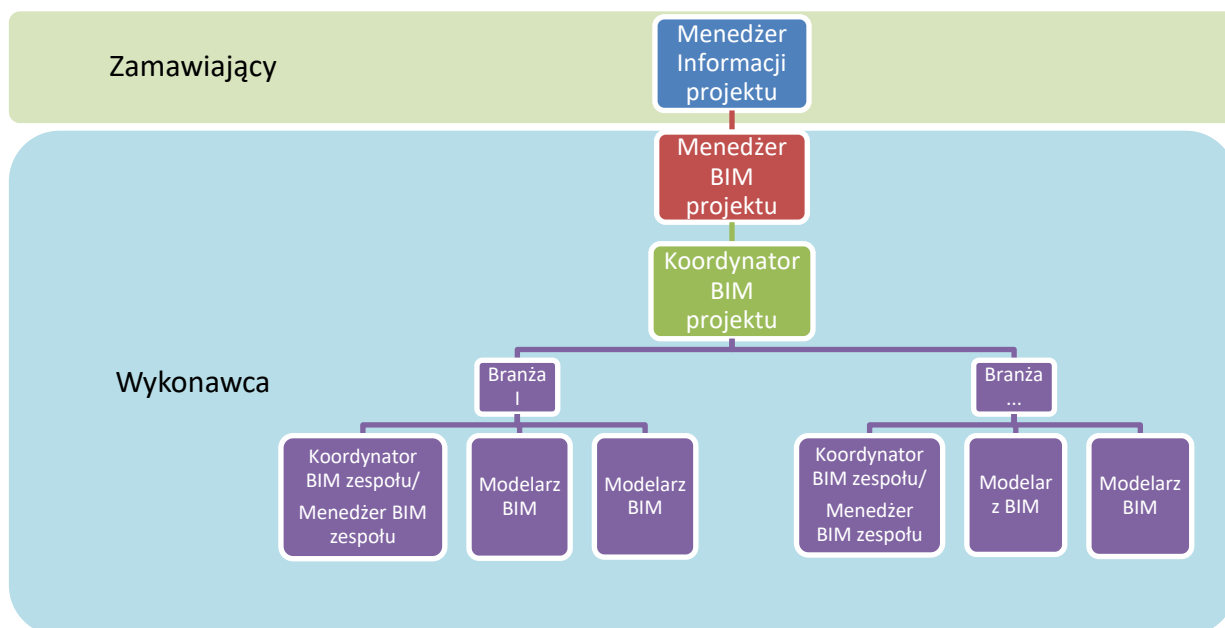 Zamawiający
Menedżer
Informacji
projektu
Menedżer
BIM
projektu
Koordynator
BIM
projektu
Wykonawca
Branża
I
Branża
...
Koordynator
BIM zespołu/
Menedżer BIM
zespołu
Modelarz
BIM
Modelarz
BIM
Koordynator
BIM zespołu/
Menedżer
BIM zespołu
Modelar
z BIM
Modelarz
BIM